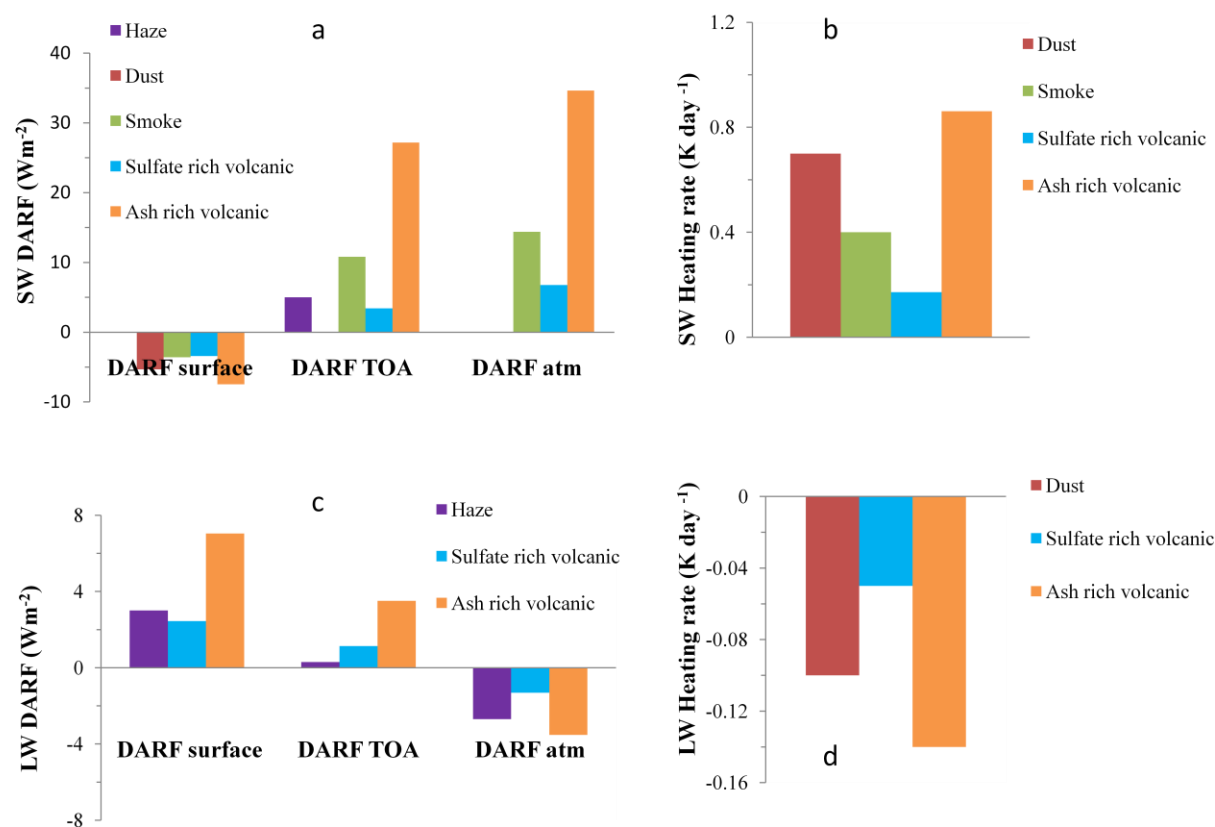 a
Haze
Dust
Smoke
Sulfate rich volcanic
Ash rich volcanic
SW DARF (Wm-2)
40
30
20
10
0
-10
DARF surface
DARF TOA
DARF atm
b
Dust
Smoke
Sulfate rich volcanic
Ash rich volcanic
SW Heating rate (K day -1)
1.2
0.8
0.4
0
c
Haze
Sulfate rich volcanic
Ash rich volcanic
LW DARF (Wm-2)
8
4
0
-4
-8
DARF surface
DARF TOA
DARF atm
Dust
Sulfate rich volcanic
Ash rich volcanic
LW Heating rate (K day -1)
0
-0.04
-0.08
-0.12
-0.16
d